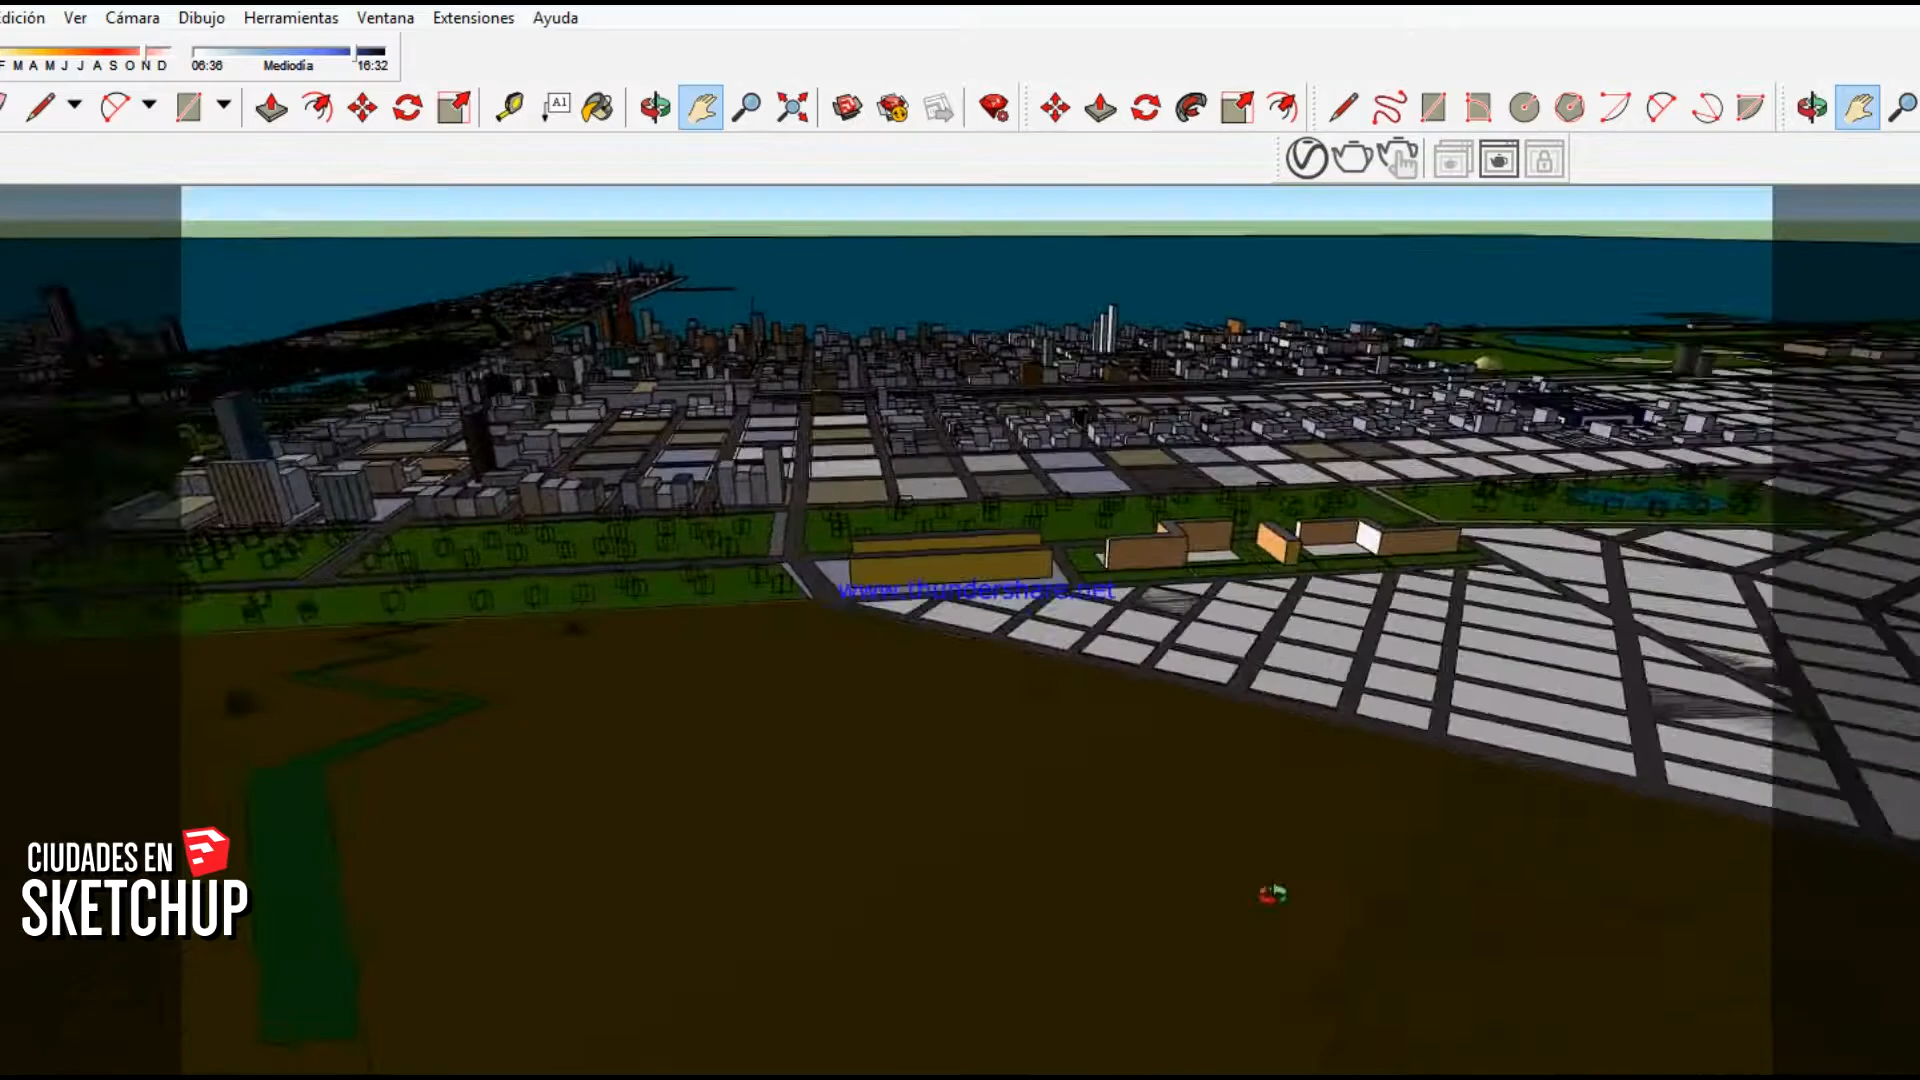 dición Ver Cámara Dibujo Herramientas Ventana Extensiones Ayuda
F M A M J J A S O N D 06:36 Mediodía 16:32
A1
www.thundershare.net
CIUDADES EN
SKETCHUP